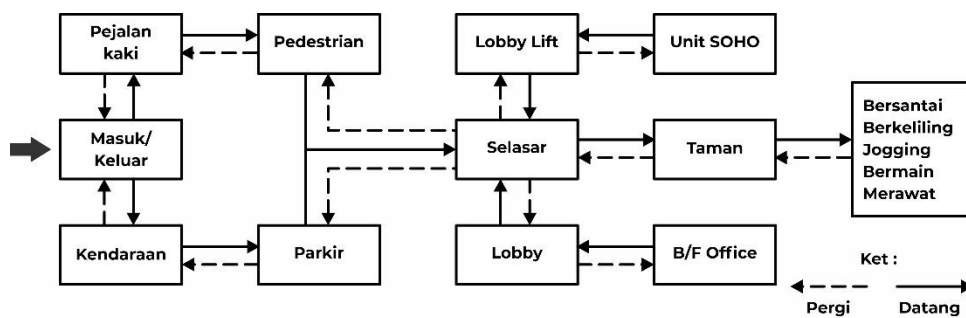 Pejalan
kaki
Pedestrian
Lobby Lift
Unit SOHO
Masuk/
Keluar
Selasar
Taman
Bersantai
Berkeliling
Jogging
Bermain
Merawat
Kendaraan
Parkir
Lobby
B/F Office
Ket :
Pergi
Datang